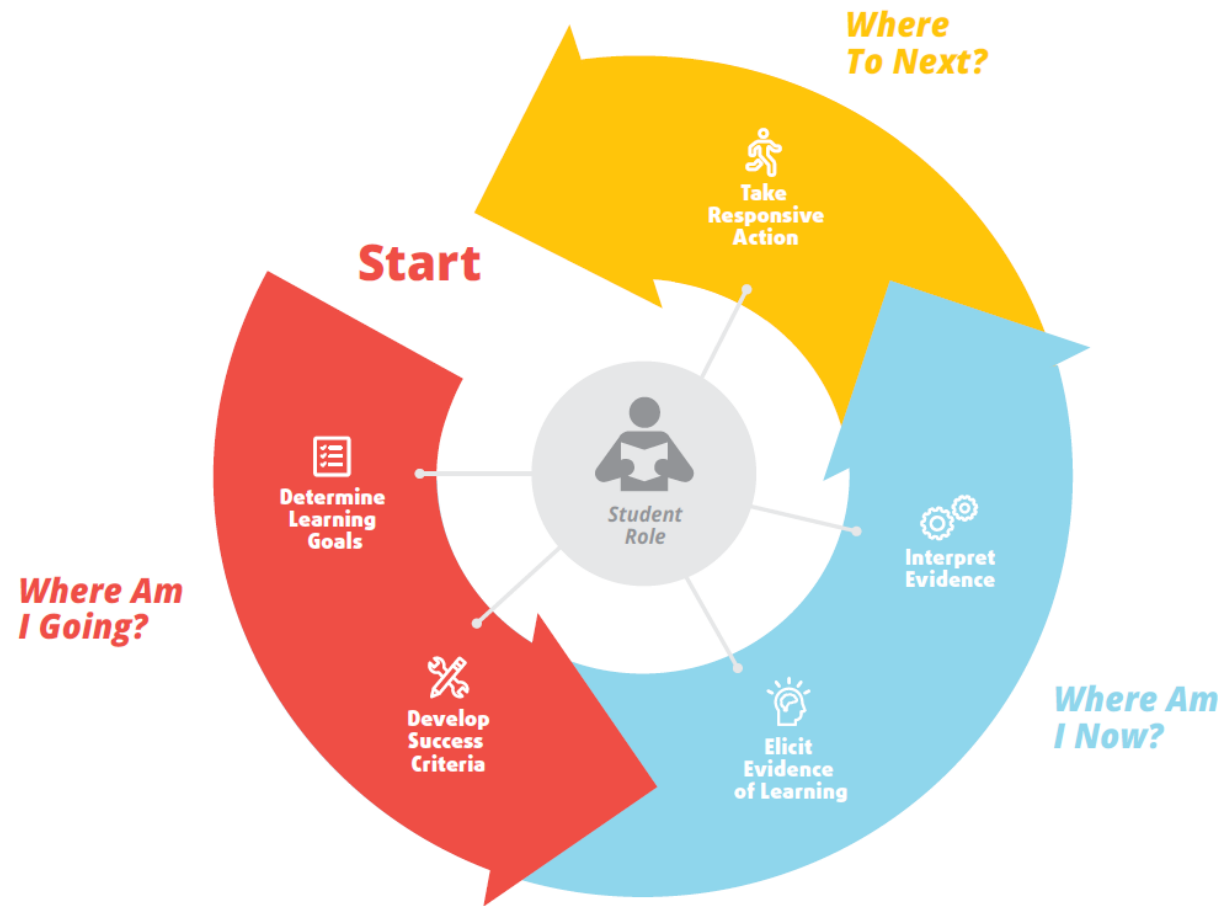 Where
To Next?
Take
Responsive
Action
Start
Determine
Learning
Goals
Student
Role
Interpret
Evidence
Where Am
I Going?
Develop
Success
Criteria
Elicit
Evidence
of Learning
Where Am
I Now?